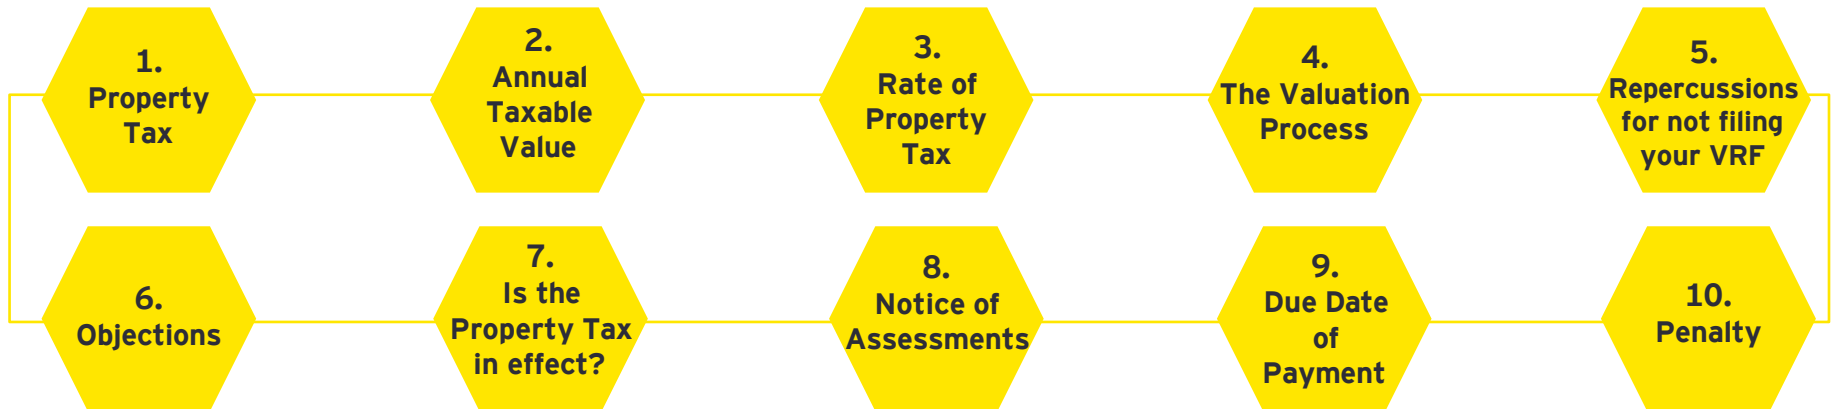 1.
Property
Tax
2.
Annual
Taxable
Value
3.
Rate of
Property
Tax
4.
The Valuation
Process
5.
Repercussions
for not filing
your VRF
6.
Objections
7.
Is the
Property Tax
in effect?
8.
Notice of
Assessments
9.
Due Date
of
Payment
10.
Penalty